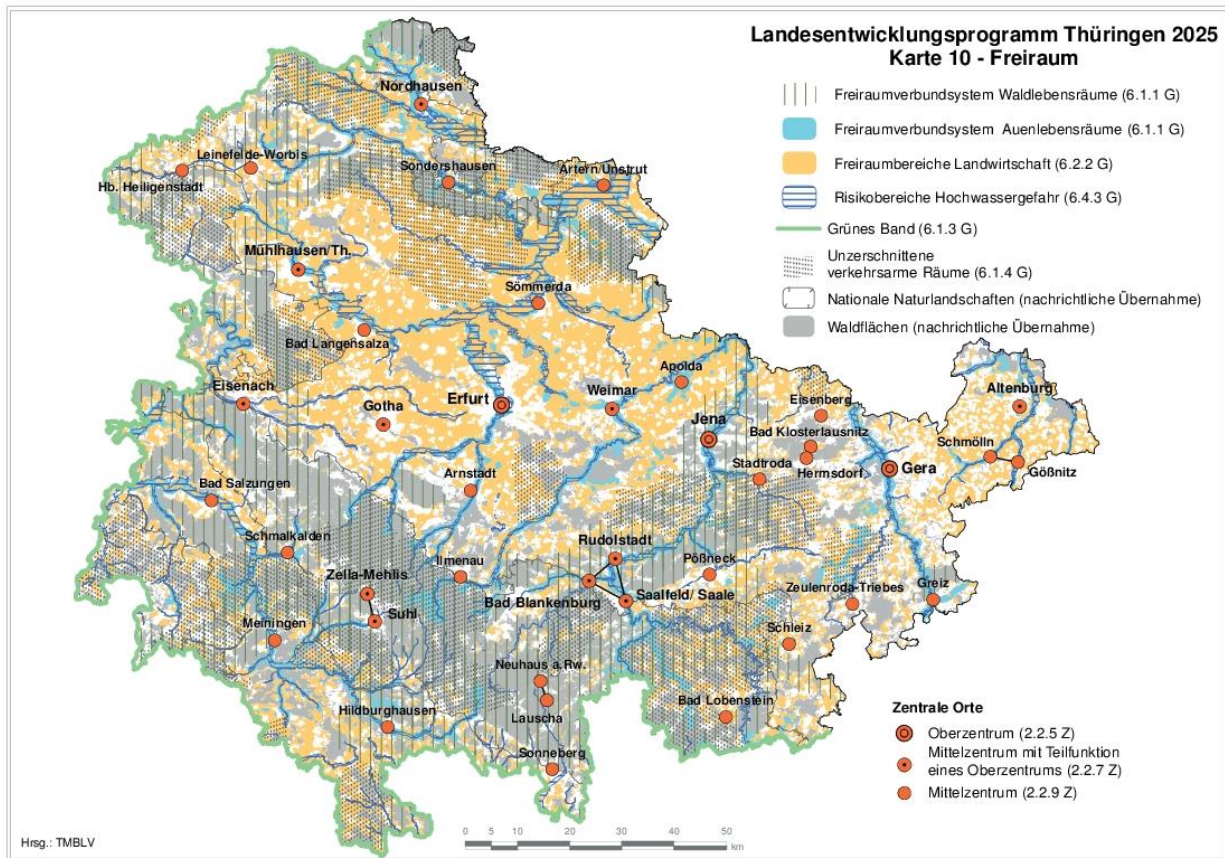 Landesentwicklungsprogramm Thüringen 2025
Karte 10 - Freiraum
Freiraumverbundsystem Waldlebensräume (6.1.1 G)
Freiraumverbundsystem Auenlebensräume (6.1.1 G)
Freiraumbereiche Landwirtschaft (6.2.2 G)
Risikobereiche Hochwassergefahr (6.4.3 G)
Grünes Band (6.1.3 G)
Unzerschnittene
verkehrsarme Räume (6.1.4 G)
Nationale Naturlandschaften (nachrichtliche Übernahme)
Waldflächen (nachrichtliche Übernahme)
Nordhausen
Leinefelde-Worbis
Hb. Heiligenstadt
Sondershausen
Artern/Unstrut
Mühlhausen/Th.
Sömmerda
Bad Langensalza
Apolda
Eisenach
Gotha
Erfurt
Weimar
Jena
Eisenberg
Bad Klosterlausnitz
Hermsdorf
Stadtroda
Gera
Altenburg
Schmölln
Gößnitz
Arnstadt
Bad Salzungen
Schmalkalden
Zella-Mehlis
Suhl
Ilmenau
Rudolstadt
Bad Blankenburg
Saalfeld/ Saale
Pößneck
Zeulenroda-Triebes
Greiz
Meiningen
Schleiz
Neuhaus a.Rw.
Lauscha
Bad Lobenstein
Hildburghausen
Sonneberg
Zentrale Orte
Oberzentrum (2.2.5 Z)
Mittelzentrum mit Teilfunktion
eines Oberzentrums (2.2.7 Z)
Mittelzentrum (2.2.9 Z)
0 5 10 20 30 40 50
km
Hrsg.: TMBLV